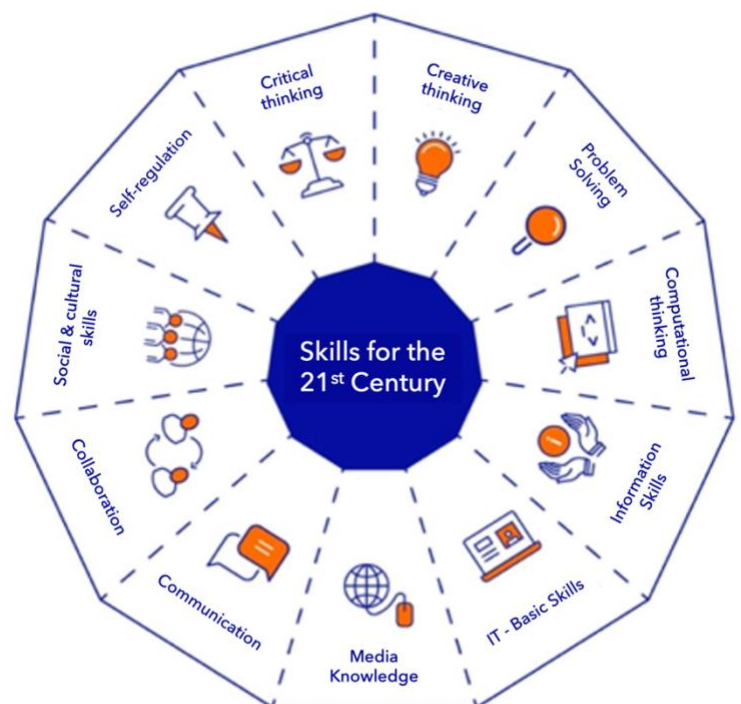 Skills for the
21st Century
Critical
thinking
Creative
thinking
Problem
Solving
Computational
thinking
Information
Skills
IT - Basic Skills
Media
Knowledge
Communication
Collaboration
Social & cultural
skills
Self-regulation